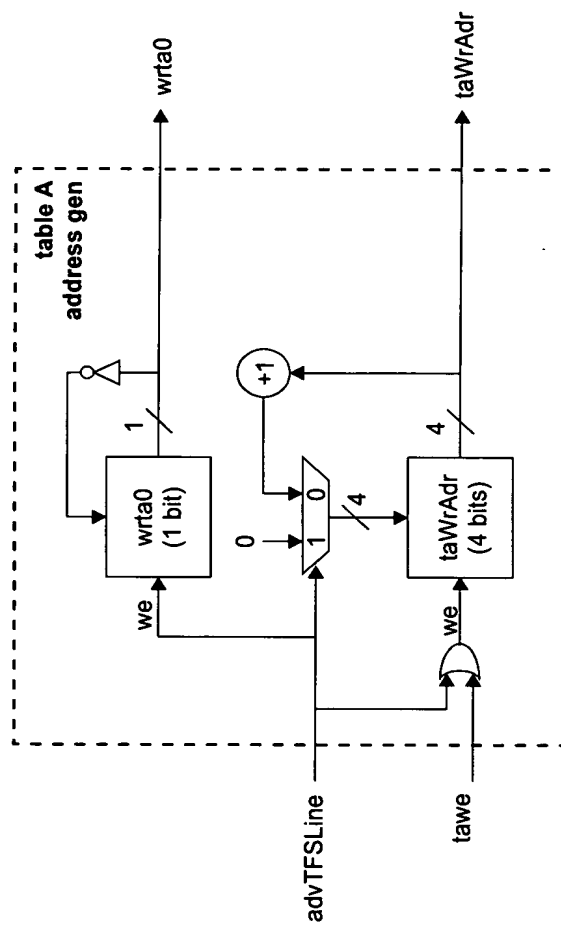 table A
address gen
wrta0
1
wrta0
(1 bit)
we
+1
0
1 0
4
4
taWrAdr
taWrAdr
(4 bits)
we
advTFSLine
tawe